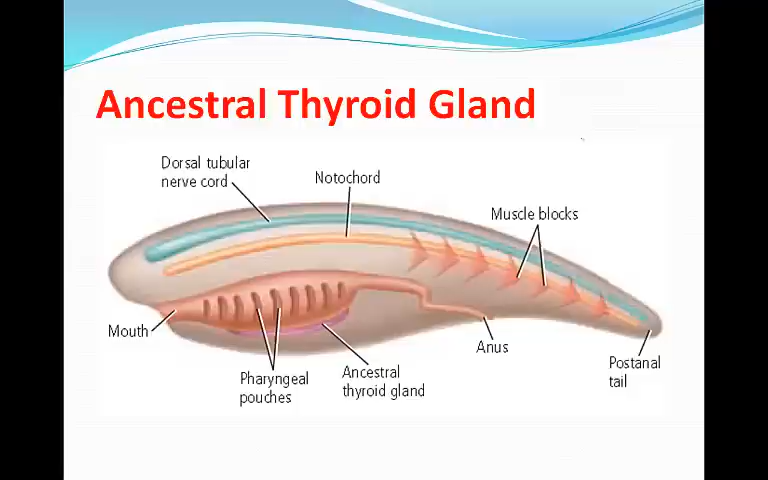 Ancestral Thyroid Gland
Dorsal tubular
nerve cord
Notochord
Muscle blocks
Mouth
Pharyngeal
pouches
Ancestral
thyroid gland
Anus
Postanal
tail